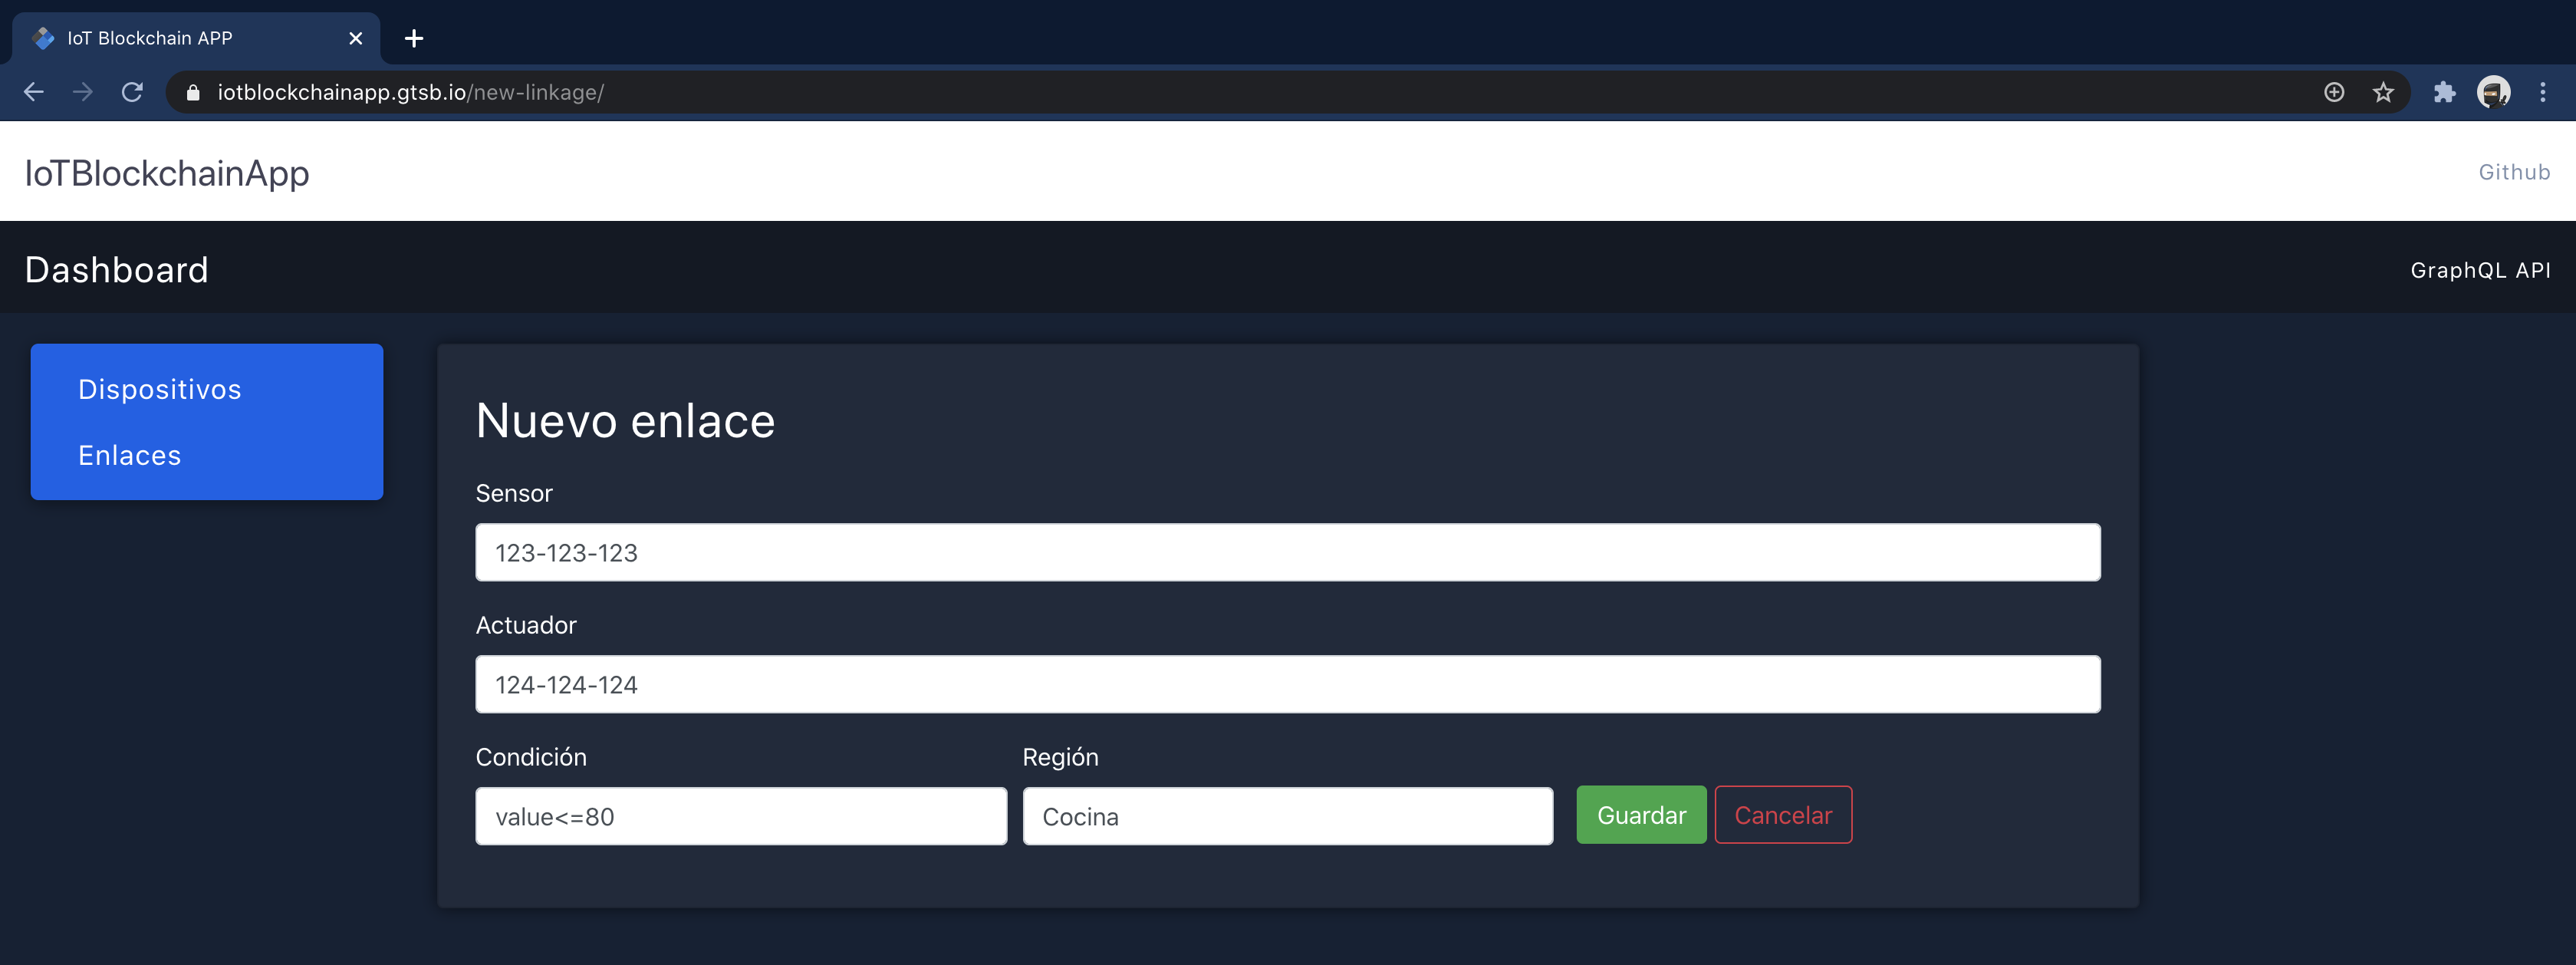 IoT Blockchain APP
iotblockchainapp.gtsb.io/new-linkage/
IoTBlockchainApp
Github
Dashboard
GraphQL API
Dispositivos
Enlaces
Nuevo enlace
Sensor
123-123-123
Actuador
124-124-124
Condición Región
value<=80 Cocina Guardar Cancelar